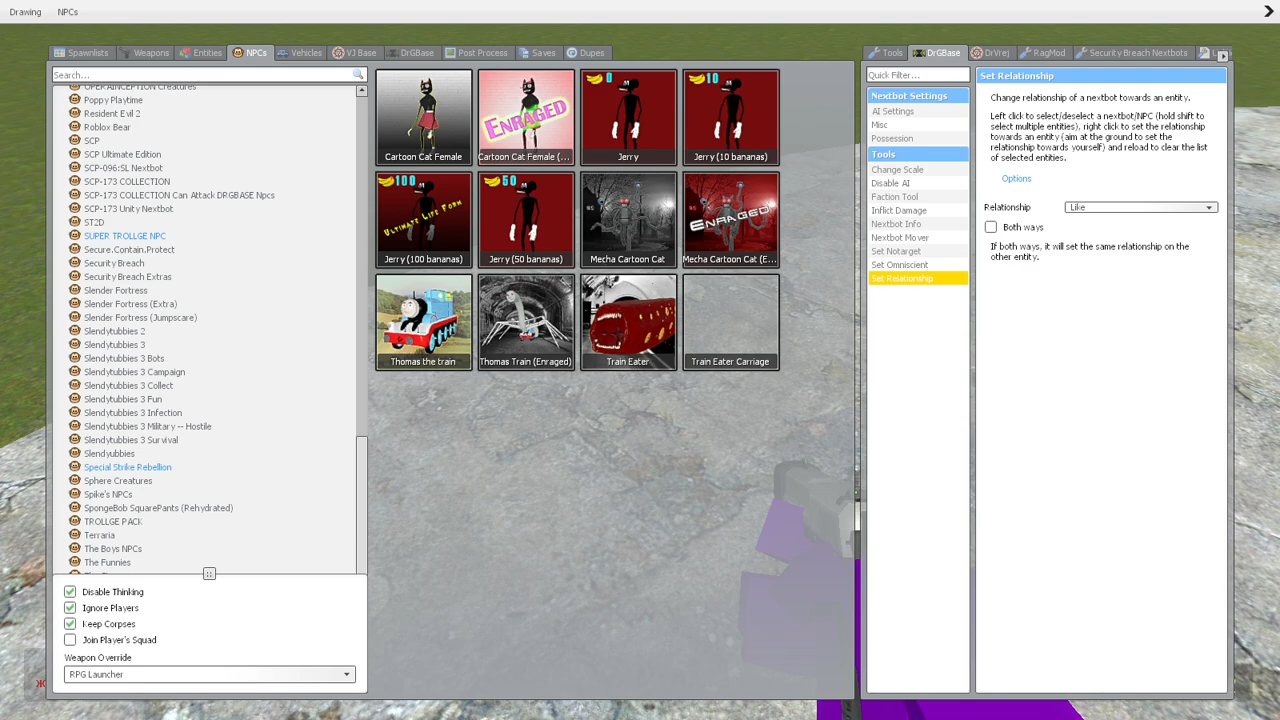 Drawing NPCs
Spawnlists Weapons Entities NPCs Vehicles VJ Base DrGBase Post Process Saves Dupes
Search...
OPER AINCEPTION Creatures
Poppy Playtime
Resident Evil 2
Roblox Bear
SCP
SCP Ultimate Edition
SCP-096:SL Nextbot
SCP-173 COLLECTION
SCP-173 COLLECTION Can Attack DRGBASE Npcs
SCP-173 Unity Nextbot
ST2D
SUPER TROLLGE NPC
Secure.Contain.Protect
Security Breach
Security Breach Extras
Slender Fortress
Slender Fortress (Extra)
Slender Fortress (Jumpscare)
Slendytubbies 2
Slendytubbies 3
Slendytubbies 3 Bots
Slendytubbies 3 Campaign
Slendytubbies 3 Collect
Slendytubbies 3 Fun
Slendytubbies 3 Infection
Slendytubbies 3 Military -- Hostile
Slendytubbies 3 Survival
Slendyubbies
Special Strike Rebellion
Sphere Creatures
Spike's NPCs
SpongeBob SquarePants (Rehydrated)
TROLLGE PACK
Terraria
The Boys NPCs
The Funnies
Disable Thinking
Ignore Players
Keep Corpses
Join Player's Squad
Weapon Override
RPG Launcher
ENRAGED
0
10
Cartoon Cat Female
Cartoon Cat Female (...
Jerry
Jerry (10 bananas)
100
ULTIMATE LIFE FORM
50
ENRAGED
Jerry (100 bananas)
Jerry (50 bananas)
Mecha Cartoon Cat
Mecha Cartoon Cat (E...
Thomas the train
Thomas Train (Enraged)
Train Eater
Train Eater Carriage
Tools DrGBase DrVrej RagMod Security Breach Nextbots
Quick Filter...
Nextbot Settings
AI Settings
Misc
Possession
Tools
Change Scale
Disable AI
Faction Tool
Inflict Damage
Nextbot Info
Nextbot Mover
Set Notarget
Set Omniscient
Set Relationship
Set Relationship
Change relationship of a nextbot towards an entity.
Left click to select/deselect a nextbot/NPC (hold shift to
select multiple entities), right click to set the relationship
towards an entity (aim at the ground to set the
relationship towards yourself) and reload to clear the list
of selected entities.
Options
Relationship Like
Both ways
If both ways, it will set the same relationship on the
other entity.